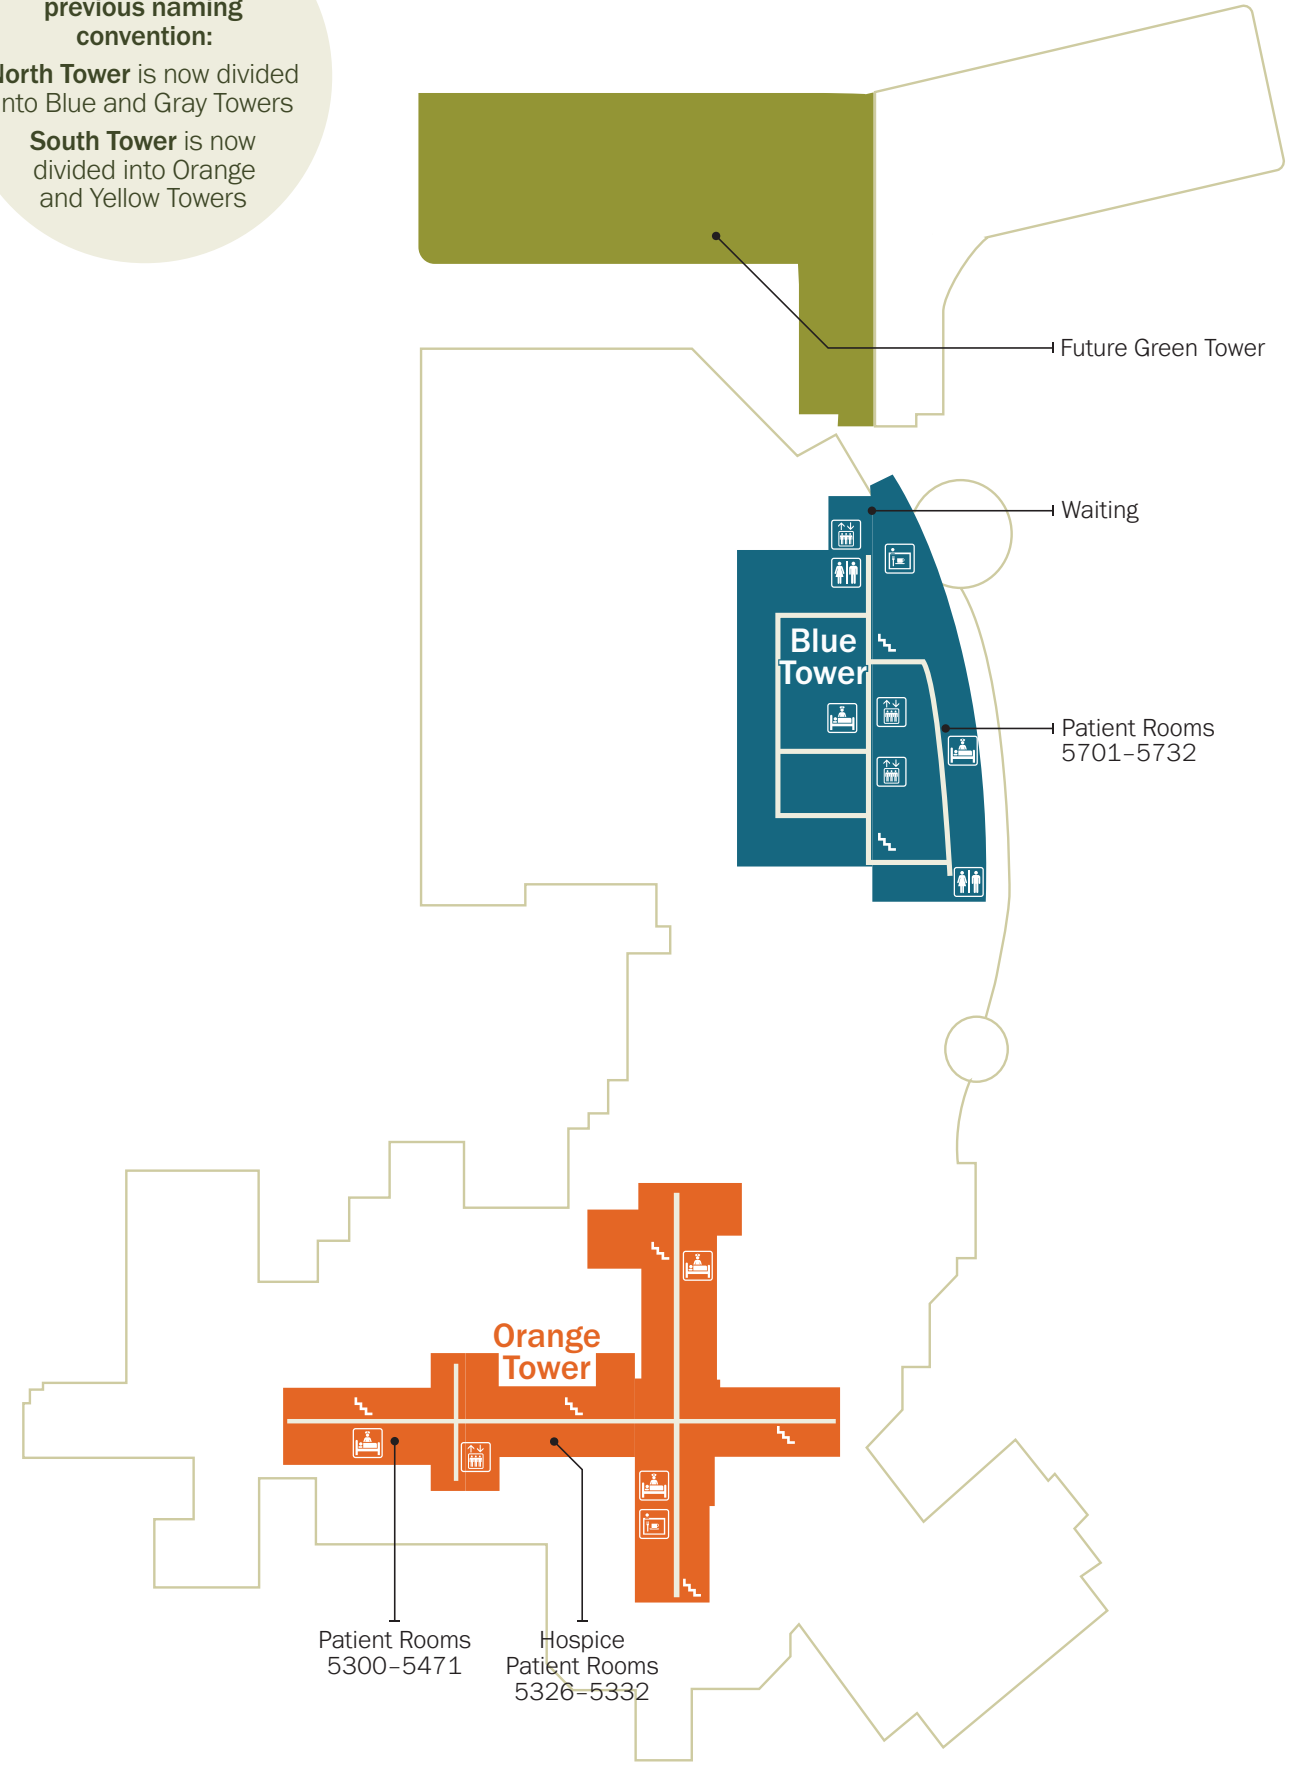 previous naming
convention:
North Tower is now divided
into Blue and Gray Towers
South Tower is now
divided into Orange
and Yellow Towers
Future Green Tower
Waiting
Blue
Tower
Patient Rooms
5701–5732
Orange
Tower
Patient Rooms
5300–5471
Hospice
Patient Rooms
5326–5332